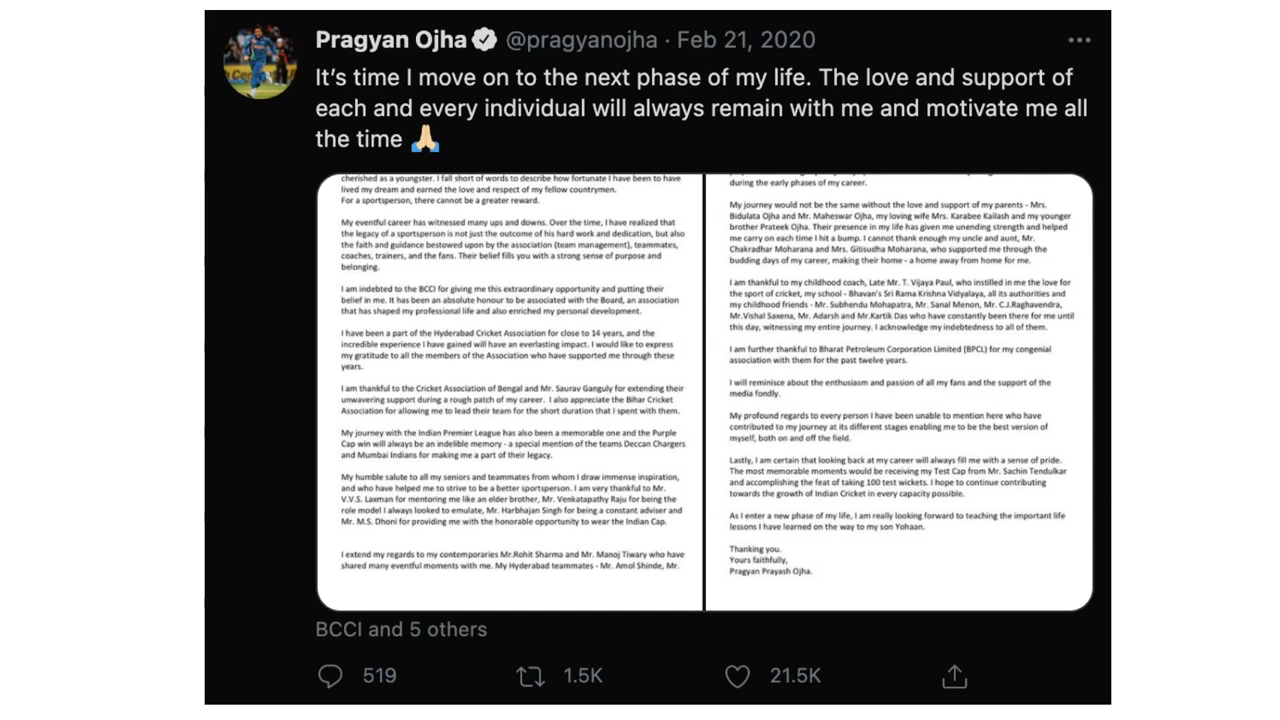 Pragyan Ojha @pragyanojha · Feb 21, 2020
It's time I move on to the next phase of my life. The love and support of
each and every individual will always remain with me and motivate me all
the time 🙏🏻
cherished as a youngster. I fall short of words to describe how fortunate I have been to have
lived my dream and earned the love and respect of my fellow countrymen.
For a sportsperson, there cannot be a greater reward.
My eventful career has witnessed many ups and downs. Over the time, I have realized that
the legacy of a sportsperson is not just the outcome of his hard work and dedication, but also
the faith and guidance bestowed upon by the association (team management), teammates,
coaches, trainers, and the fans. Their belief fills you with a strong sense of purpose and
belonging.
I am indebted to the BCCI for giving me this extraordinary opportunity and putting their
belief in me. It has been an absolute honour to be associated with the Board, an association
that has shaped my professional life and also enriched my personal development.
I have been a part of the Hyderabad Cricket Association for close to 14 years, and the
incredible experience I have gained will have an everlasting impact. I would like to express
my gratitude to all the members of the Association who have supported me through these
years.
I am thankful to the Cricket Association of Bengal and Mr. Saurav Ganguly for extending their
unwavering support during a rough patch of my career. I also appreciate the Bihar Cricket
Association for allowing me to lead their team for the short duration that I spent with them.
My journey with the Indian Premier League has also been a memorable one and the Purple
Cap win will always be an indelible memory - a special mention of the teams Deccan Chargers
and Mumbai Indians for making me a part of their legacy.
My humble salute to all my seniors and teammates from whom I draw immense inspiration,
and who have helped me to strive to be a better sportsperson. I am very thankful to Mr.
V.V.S. Laxman for mentoring me like an elder brother, Mr. Venkatapathy Raju for being the
role model I always looked to emulate, Mr. Harbhajan Singh for being a constant adviser and
Mr. M.S. Dhoni for providing me with the honorable opportunity to wear the Indian Cap.
I extend my regards to my contemporaries Mr.Rohit Sharma and Mr. Manoj Tiwary who have
shared many eventful moments with me. My Hyderabad teammates - Mr. Amol Shinde, Mr.
during the early phases of my career.
My journey would not be the same without the love and support of my parents - Mrs.
Bidulata Ojha and Mr. Maheswar Ojha, my loving wife Mrs. Karabee Kailash and my younger
brother Prateek Ojha. Their presence in my life has given me unending strength and helped
me carry on each time I hit a bump. I cannot thank enough my uncle and aunt, Mr.
Chakradhar Moharana and Mrs. Gitisudha Moharana, who supported me through the
budding days of my career, making their home - a home away from home for me.
I am thankful to my childhood coach, Late Mr. T. Vijaya Paul, who instilled in me the love for
the sport of cricket, my school - Bhavan's Sri Rama Krishna Vidyalaya, all its authorities and
my childhood friends - Mr. Subhendu Mohapatra, Mr. Sanal Menon, Mr. C.J.Raghavendra,
Mr.Vishal Saxena, Mr. Adarsh and Mr.Kartik Das who have constantly been there for me until
this day, witnessing my entire journey. I acknowledge my indebtedness to all of them.
I am further thankful to Bharat Petroleum Corporation Limited (BPCL) for my congenial
association with them for the past twelve years.
I will reminisce about the enthusiasm and passion of all my fans and the support of the
media fondly.
My profound regards to every person I have been unable to mention here who have
contributed to my journey at its different stages enabling me to be the best version of
myself, both on and off the field.
Lastly, I am certain that looking back at my career will always fill me with a sense of pride.
The most memorable moments would be receiving my Test Cap from Mr. Sachin Tendulkar
and accomplishing the feat of taking 100 test wickets. I hope to continue contributing
towards the growth of Indian Cricket in every capacity possible.
As I enter a new phase of my life, I am really looking forward to teaching the important life
lessons I have learned on the way to my son Yohaan.
Thanking you.
Yours faithfully,
Pragyan Prayash Ojha.
BCCI and 5 others
519 1.5K 21.5K